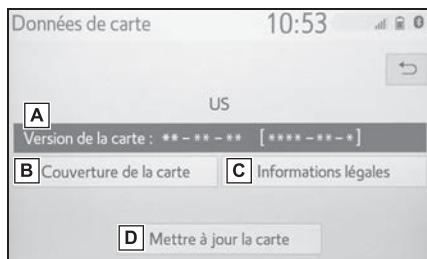 Données de carte 10:53
US
A
Version de la carte : **-**-** [****-**-*]
B Couverture de la carte C Informations légales
D Mettre à jour la carte